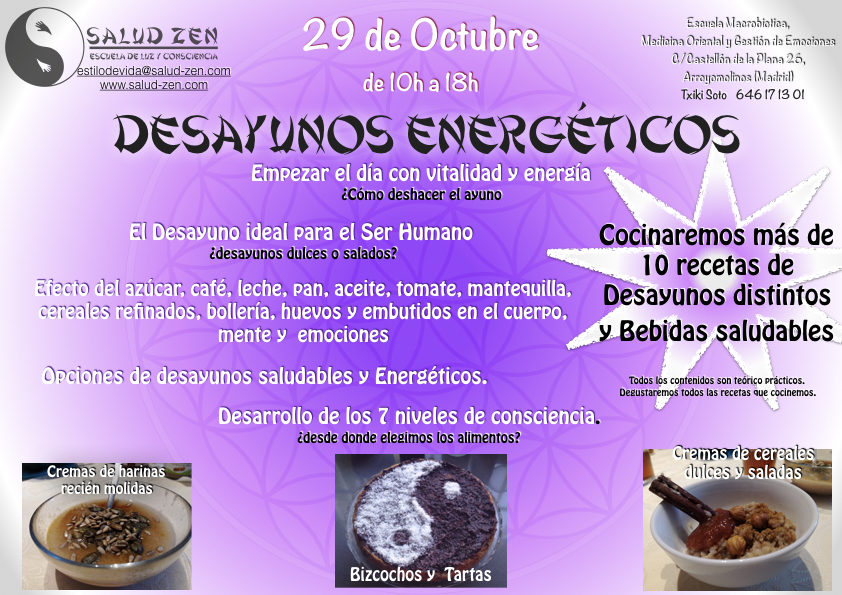 SALUD ZEN
ESCUELA DE LUZ Y CONSCIENCIA
estilodevida@salud-zen.com
www.salud-zen.com
29 de Octubre
de 10h a 18h
Escuela Macrobiotica,
Medicina Oriental y Gestión de Emociones
C/Castellón de la Plana 25,
Arroyomolinos (Madrid)
Txiki Soto 646 17 13 01
DESAYUNOS ENERGÉTICOS
Empezar el día con vitalidad y energía
¿Cómo deshacer el ayuno
El Desayuno ideal para el Ser Humano
¿desayunos dulces o salados?
Efecto del azúcar, café, leche, pan, aceite, tomate, mantequilla,
cereales refinados, bollería, huevos y embutidos en el cuerpo,
mente y emociones
Opciones de desayunos saludables y Energéticos.
Desarrollo de los 7 niveles de consciencia.
¿desde donde elegimos los alimentos?
Cocinaremos más de
10 recetas de
Desayunos distintos
y Bebidas saludables
Todos los contenidos son teórico prácticos.
Degustaremos todos las recetas que cocinemos.
Cremas de harinas
recién molidas
Bizcochos y Tartas
Cremas de cereales
dulces y saladas